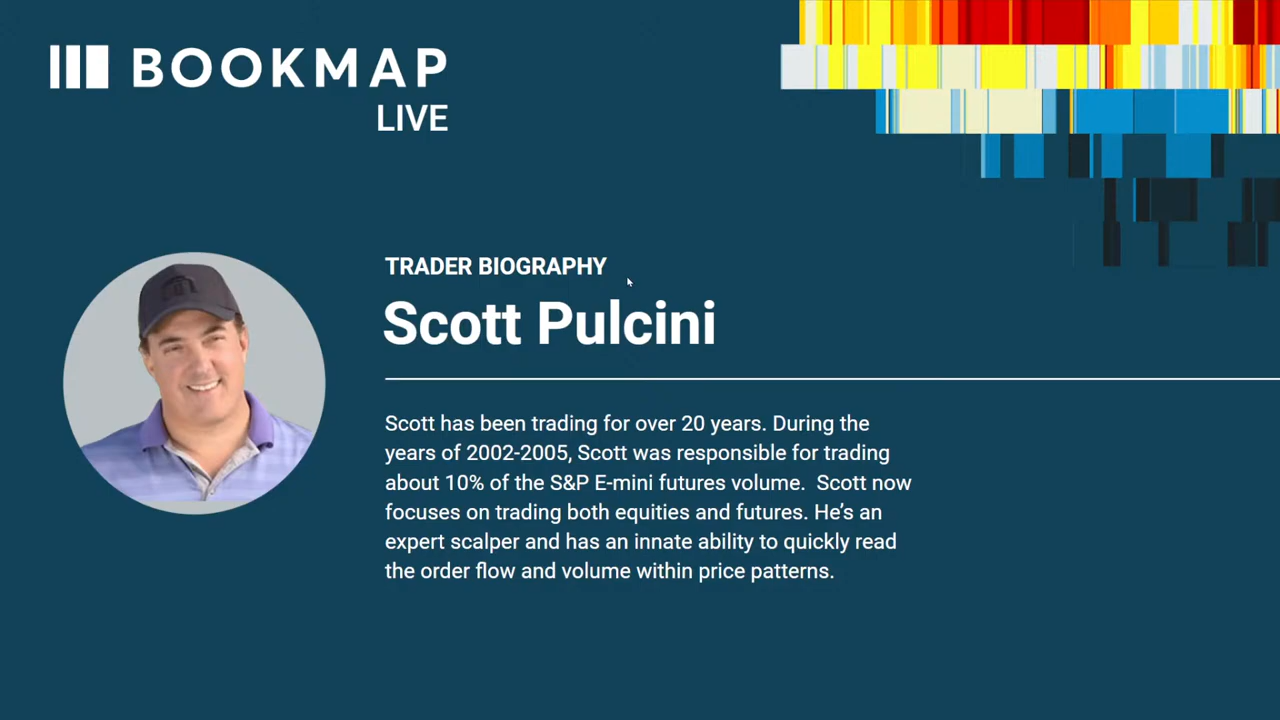 BOOKMAP
LIVE
TRADER BIOGRAPHY
Scott Pulcini
Scott has been trading for over 20 years. During the
years of 2002-2005, Scott was responsible for trading
about 10% of the S&P E-mini futures volume.  Scott now
focuses on trading both equities and futures. He’s an
expert scalper and has an innate ability to quickly read
the order flow and volume within price patterns.